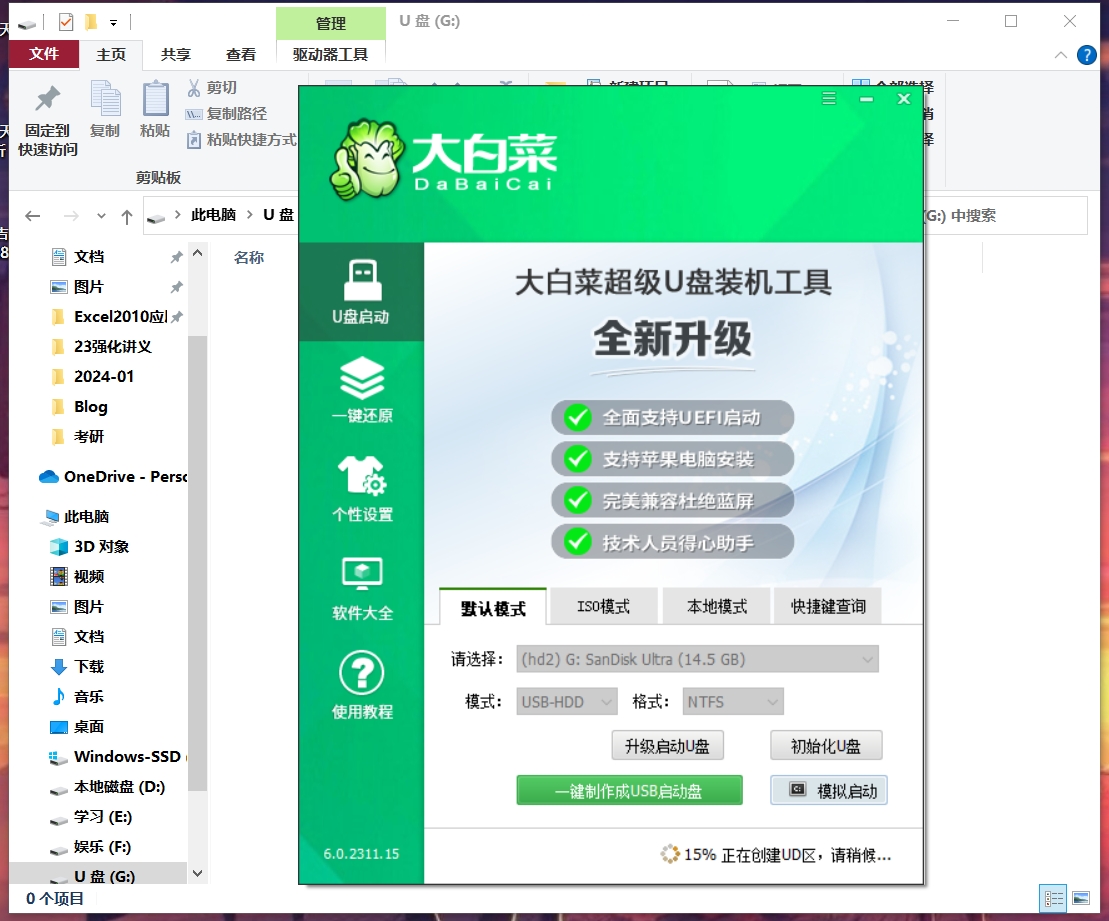 管理
U 盘 (G:)
文件
主页
共享
查看
驱动器工具
固定到
快速访问
复制
粘贴
剪切
复制路径
粘贴快捷方式
剪贴板
此电脑
U 盘
(G:) 中搜索
名称
文档
图片
Excel2010应
23强化讲义
2024-01
Blog
考研
OneDrive - Perso
此电脑
3D 对象
视频
图片
文档
下载
音乐
桌面
Windows-SSD (
本地磁盘 (D:)
学习 (E:)
娱乐 (F:)
U 盘 (G:)
0 个项目
大白菜
DaBaiCai
U盘启动
一键还原
个性设置
软件大全
使用教程
6.0.2311.15
大白菜超级U盘装机工具
全新升级
全面支持UEFI启动
支持苹果电脑安装
完美兼容杜绝蓝屏
技术人员得心助手
默认模式
ISO模式
本地模式
快捷键查询
请选择：
(hd2) G: SanDisk Ultra (14.5 GB)
模式：
USB-HDD
格式：
NTFS
升级启动U盘
初始化U盘
一键制作成USB启动盘
模拟启动
15% 正在创建UD区，请稍候...